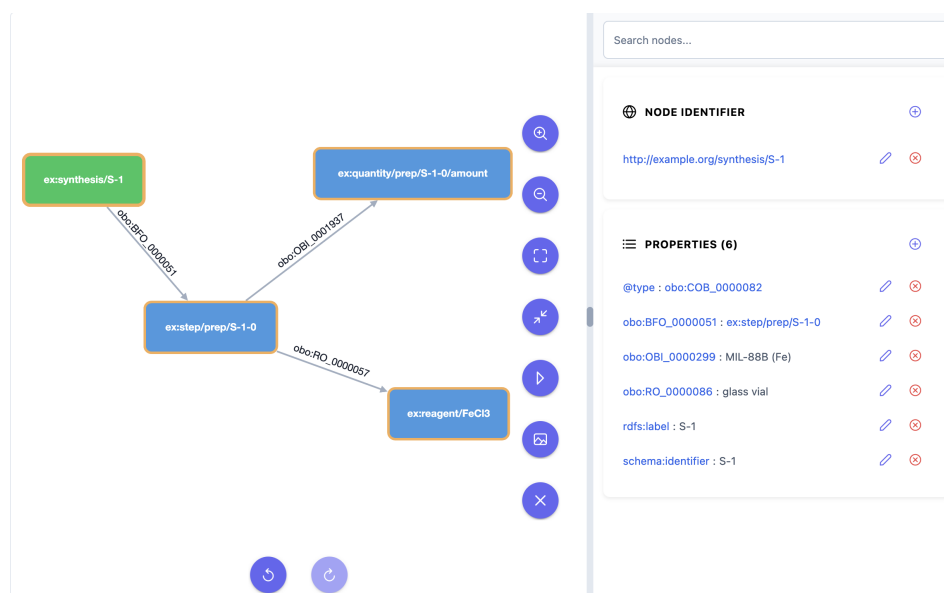 ex:synthesis/S-1
ex:quantity/prep/S-1-0/amount
obo:BFO_0000051
obo:OBI_0001937
ex:step/prep/S-1-0
obo:RO_0000057
ex:reagent/FeCl3
Search nodes...
NODE IDENTIFIER
http://example.org/synthesis/S-1
PROPERTIES (6)
@type : obo:COB_0000082
obo:BFO_0000051 : ex:step/prep/S-1-0
obo:OBI_0000299 : MIL-88B (Fe)
obo:RO_0000086 : glass vial
rdfs:label : S-1
schema:identifier : S-1